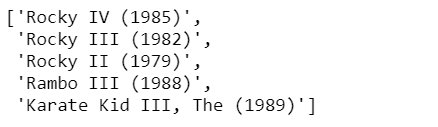 ['Rocky IV (1985)',
'Rocky III (1982)',
'Rocky II (1979)',
'Rambo III (1988)',
'Karate Kid III, The (1989)']